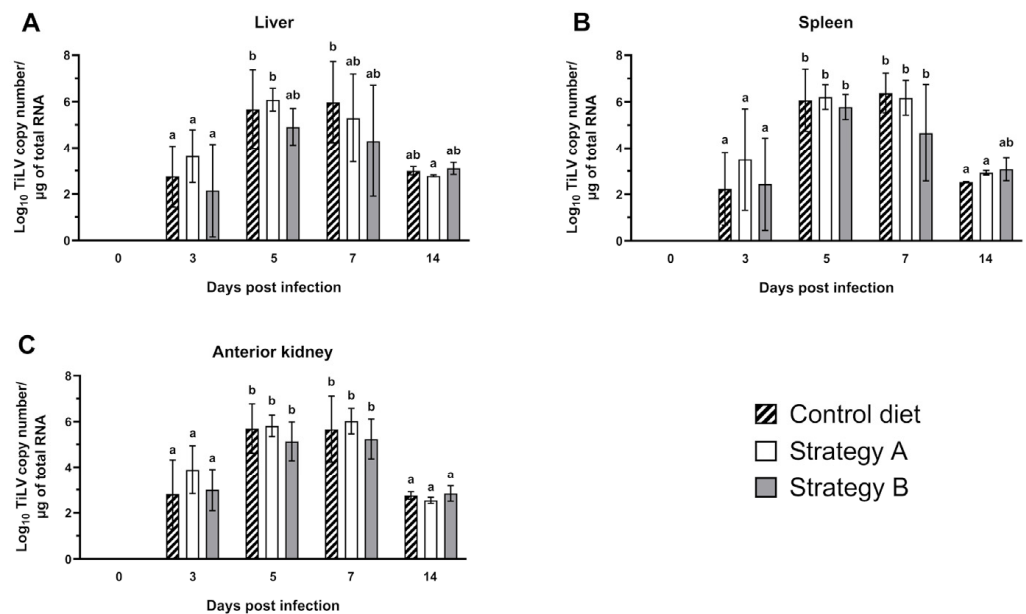 A
Liver
Log10 TiLV copy number/
µg of total RNA
8
6
4
2
0
a a a
b b ab
b ab ab
ab a ab
0 3 5 7 14
Days post infection
B
Spleen
Log10 TiLV copy number/
µg of total RNA
8
6
4
2
0
a a a
b b b
b b b
a a ab
0 3 5 7 14
Days post infection
C
Anterior kidney
Log10 TiLV copy number/
µg of total RNA
8
6
4
2
0
a a a
b b b
b b b
a a a
0 3 5 7 14
Days post infection
Control diet
Strategy A
Strategy B